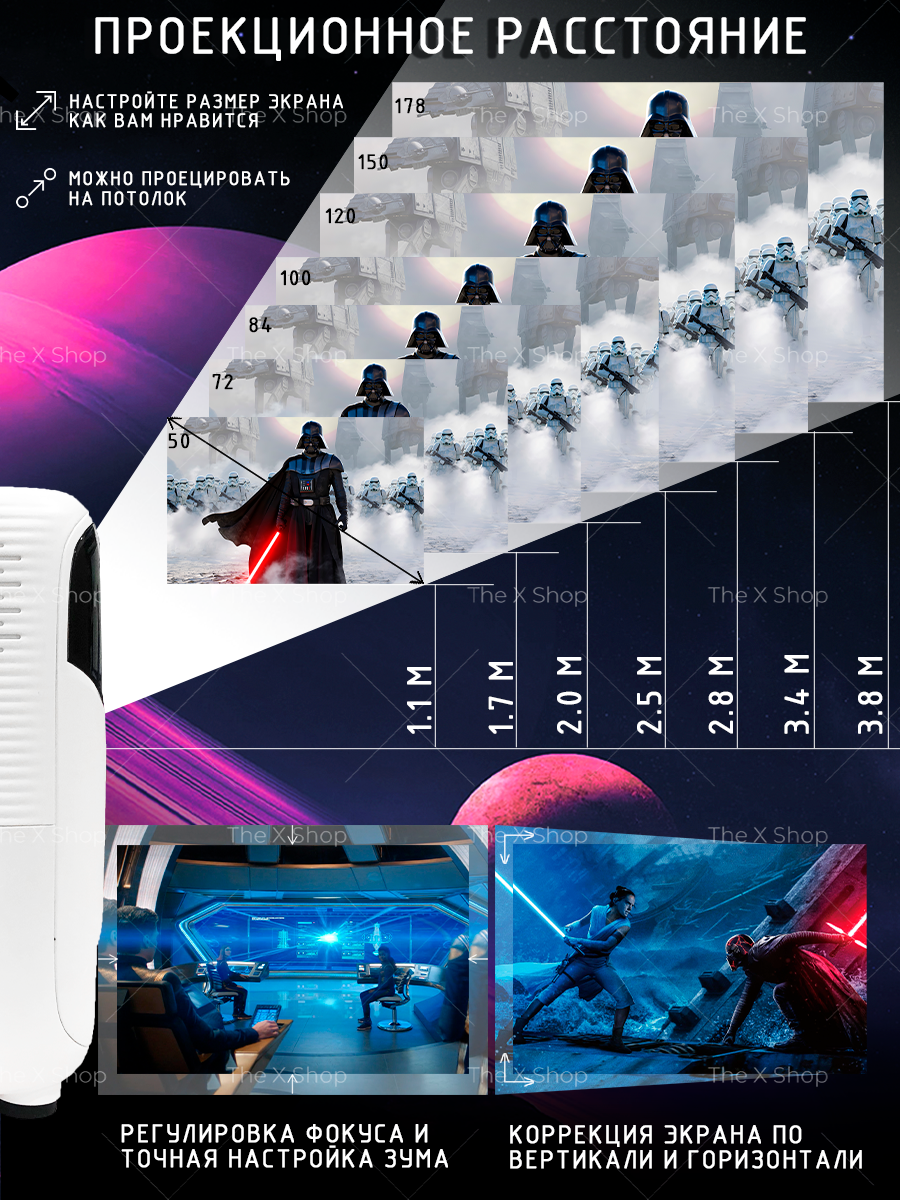 ПРОЕКЦИОННОЕ РАССТОЯНИЕ
НАСТРОЙТЕ РАЗМЕР ЭКРАНА
КАК ВАМ НРАВИТСЯ
МОЖНО ПРОЕЦИРОВАТЬ
НА ПОТОЛОК
178
150
120
100
84
72
50
1.1 М
1.7 М
2.0 М
2.5 М
2.8 М
3.4 М
3.8 М
РЕГУЛИРОВКА ФОКУСА И
ТОЧНАЯ НАСТРОЙКА ЗУМА
КОРРЕКЦИЯ ЭКРАНА ПО
ВЕРТИКАЛИ И ГОРИЗОНТАЛИ
The X Shop